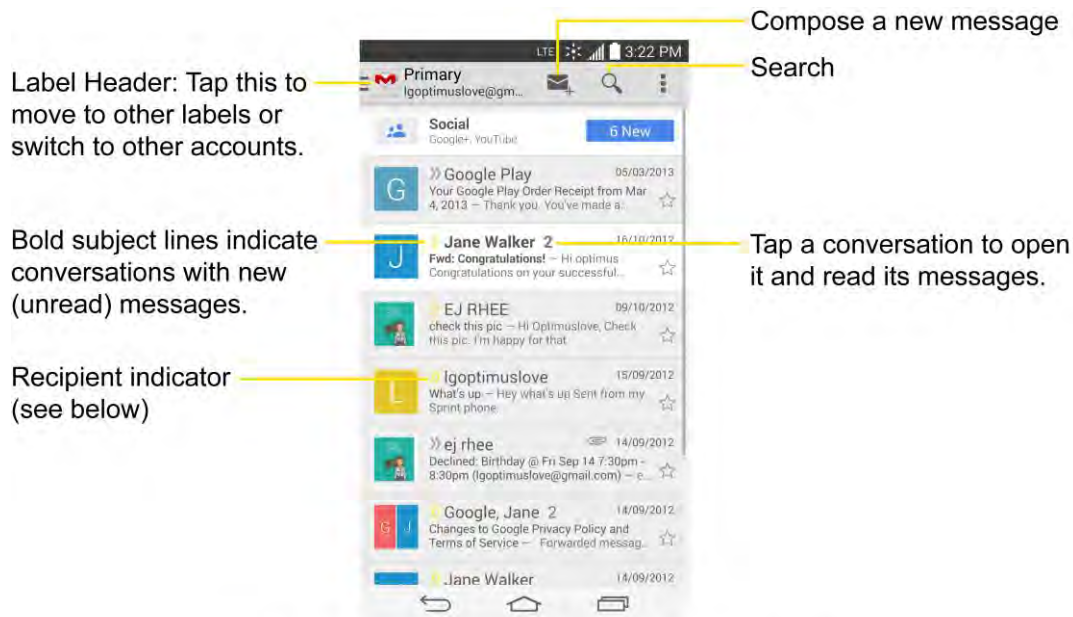 Compose a new message
Search
Label Header: Tap this to
move to other labels or
switch to other accounts.
Bold subject lines indicate
conversations with new
(unread) messages.
Recipient indicator
(see below)
Tap a conversation to open
it and read its messages.
LTE 3:22 PM
Primary
lgoptimuslove@gm...
Social
Google+, YouTube
6 New
G
Google Play 05/03/2013
Your Google Play Order Receipt from Mar
4, 2013 – Thank you. You've made a
J
Jane Walker 2 16/10/2012
Fwd: Congratulations! – Hi optimus
Congratulations on your successful...
EJ RHEE 09/10/2012
check this pic – Hi Optimuslove, Check
this pic. I'm happy for that
L
lgoptimuslove 15/09/2012
What's up – Hey what's up Sent from my
Sprint phone
ej rhee 14/09/2012
Declined: Birthday @ Fri Sep 14 7:30pm -
8:30pm (lgoptimuslove@gmail.com) – e...
G J
Google, Jane 2 14/09/2012
Changes to Google Privacy Policy and
Terms of Service – Forwarded messag...
Jane Walker 14/09/2012